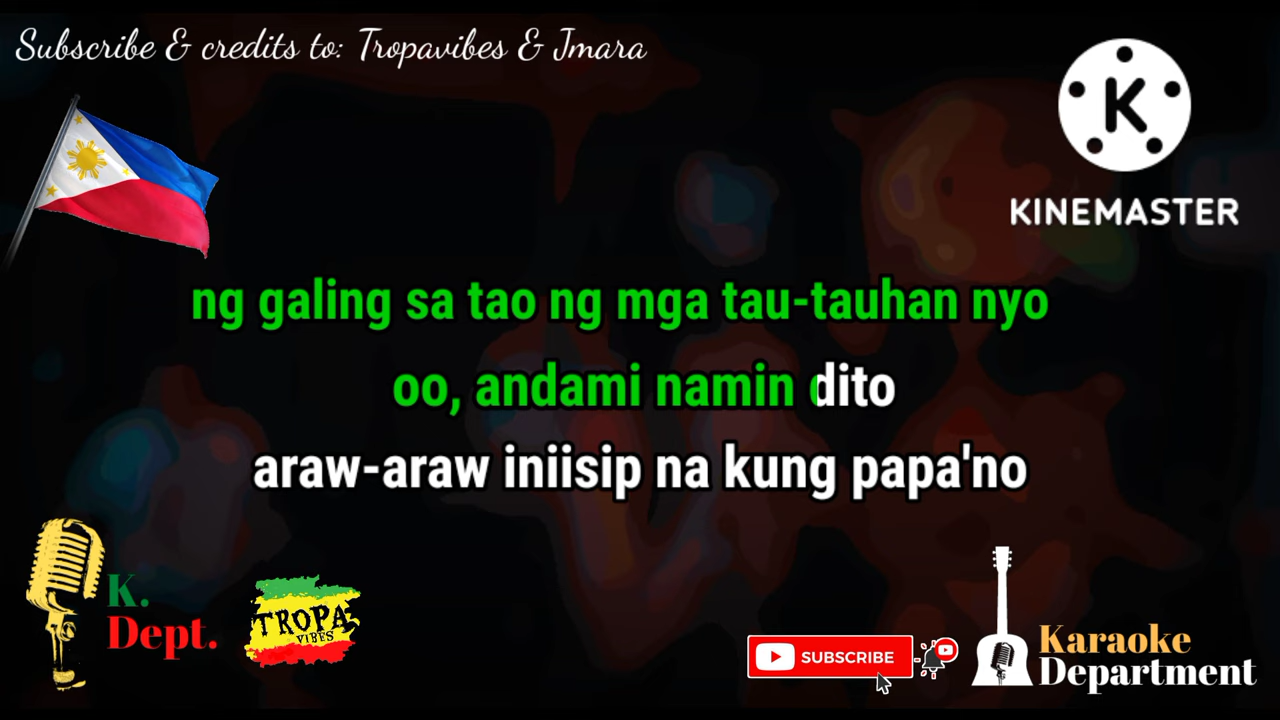 Subscribe & credits to: Tropavibes & Jmara
K
KINEMASTER
ng galing sa tao ng mga tau-tauhan nyo
oo, andami namin dito
araw-araw iniisip na kung papa'no
K.
Dept.
TROPA
VIBES
SUBSCRIBE
Karaoke
Department